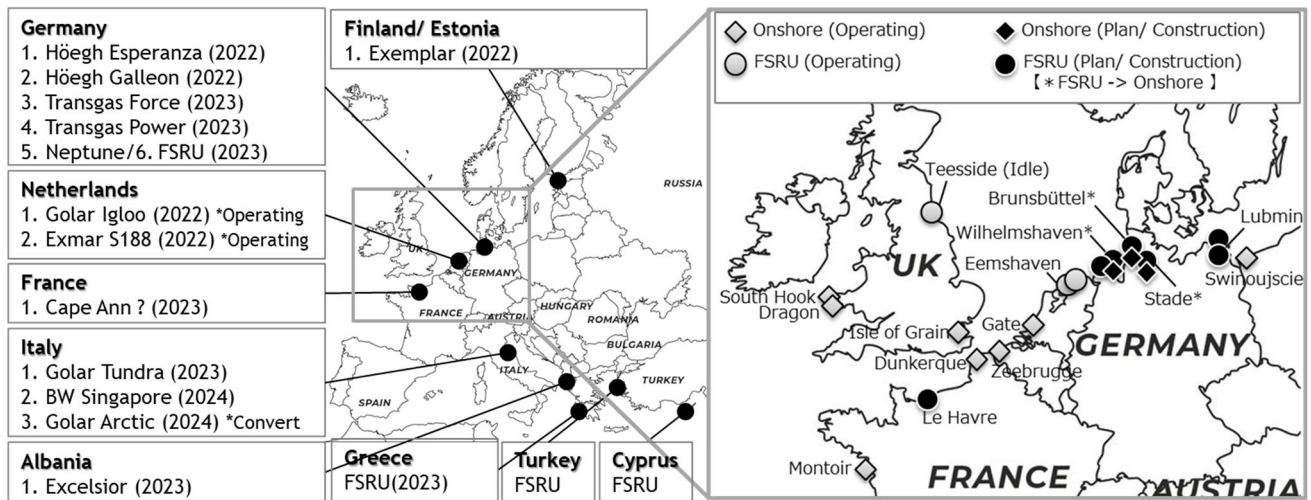 Germany
1. Höegh Esperanza (2022)
2. Höegh Galleon (2022)
3. Transgas Force (2023)
4. Transgas Power (2023)
5. Neptune/6. FSRU (2023)
Netherlands
1. Golar Igloo (2022) *Operating
2. Exmar S188 (2022) *Operating
France
1. Cape Ann ? (2023)
Italy
1. Golar Tundra (2023)
2. BW Singapore (2024)
3. Golar Arctic (2024) *Convert
Albania
1. Excelsior (2023)
Finland/ Estonia
1. Exemplar (2022)
RUSSIA
UK
GERMANY
FRANCE
AUSTRIA
HUNGARY
ROMANIA
BULGARIA
ITALY
SPAIN
TURKEY
Greece
FSRU(2023)
Turkey
FSRU
Cyprus
FSRU
Onshore (Operating)
Onshore (Plan/ Construction)
FSRU (Operating)
FSRU (Plan/ Construction)
【*FSRU -> Onshore 】
Teesside (Idle)
Brunsbüttel*
Lubmin
Wilhelmshaven*
Eemshaven
UK
Swinoujscie
Stade*
South Hook
Dragon
Isle of Grain
Gate
GERMANY
Dunkerque
Zeebrugge
Le Havre
Montoir
FRANCE
AUSTRIA